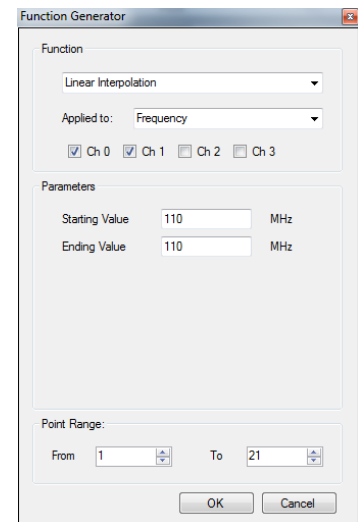 Function Generator
Function
Linear Interpolation
Applied to: Frequency
Ch 0 Ch 1 Ch 2 Ch 3
Parameters
Starting Value 110 MHz
Ending Value 110 MHz
Point Range:
From 1 To 21
OK Cancel